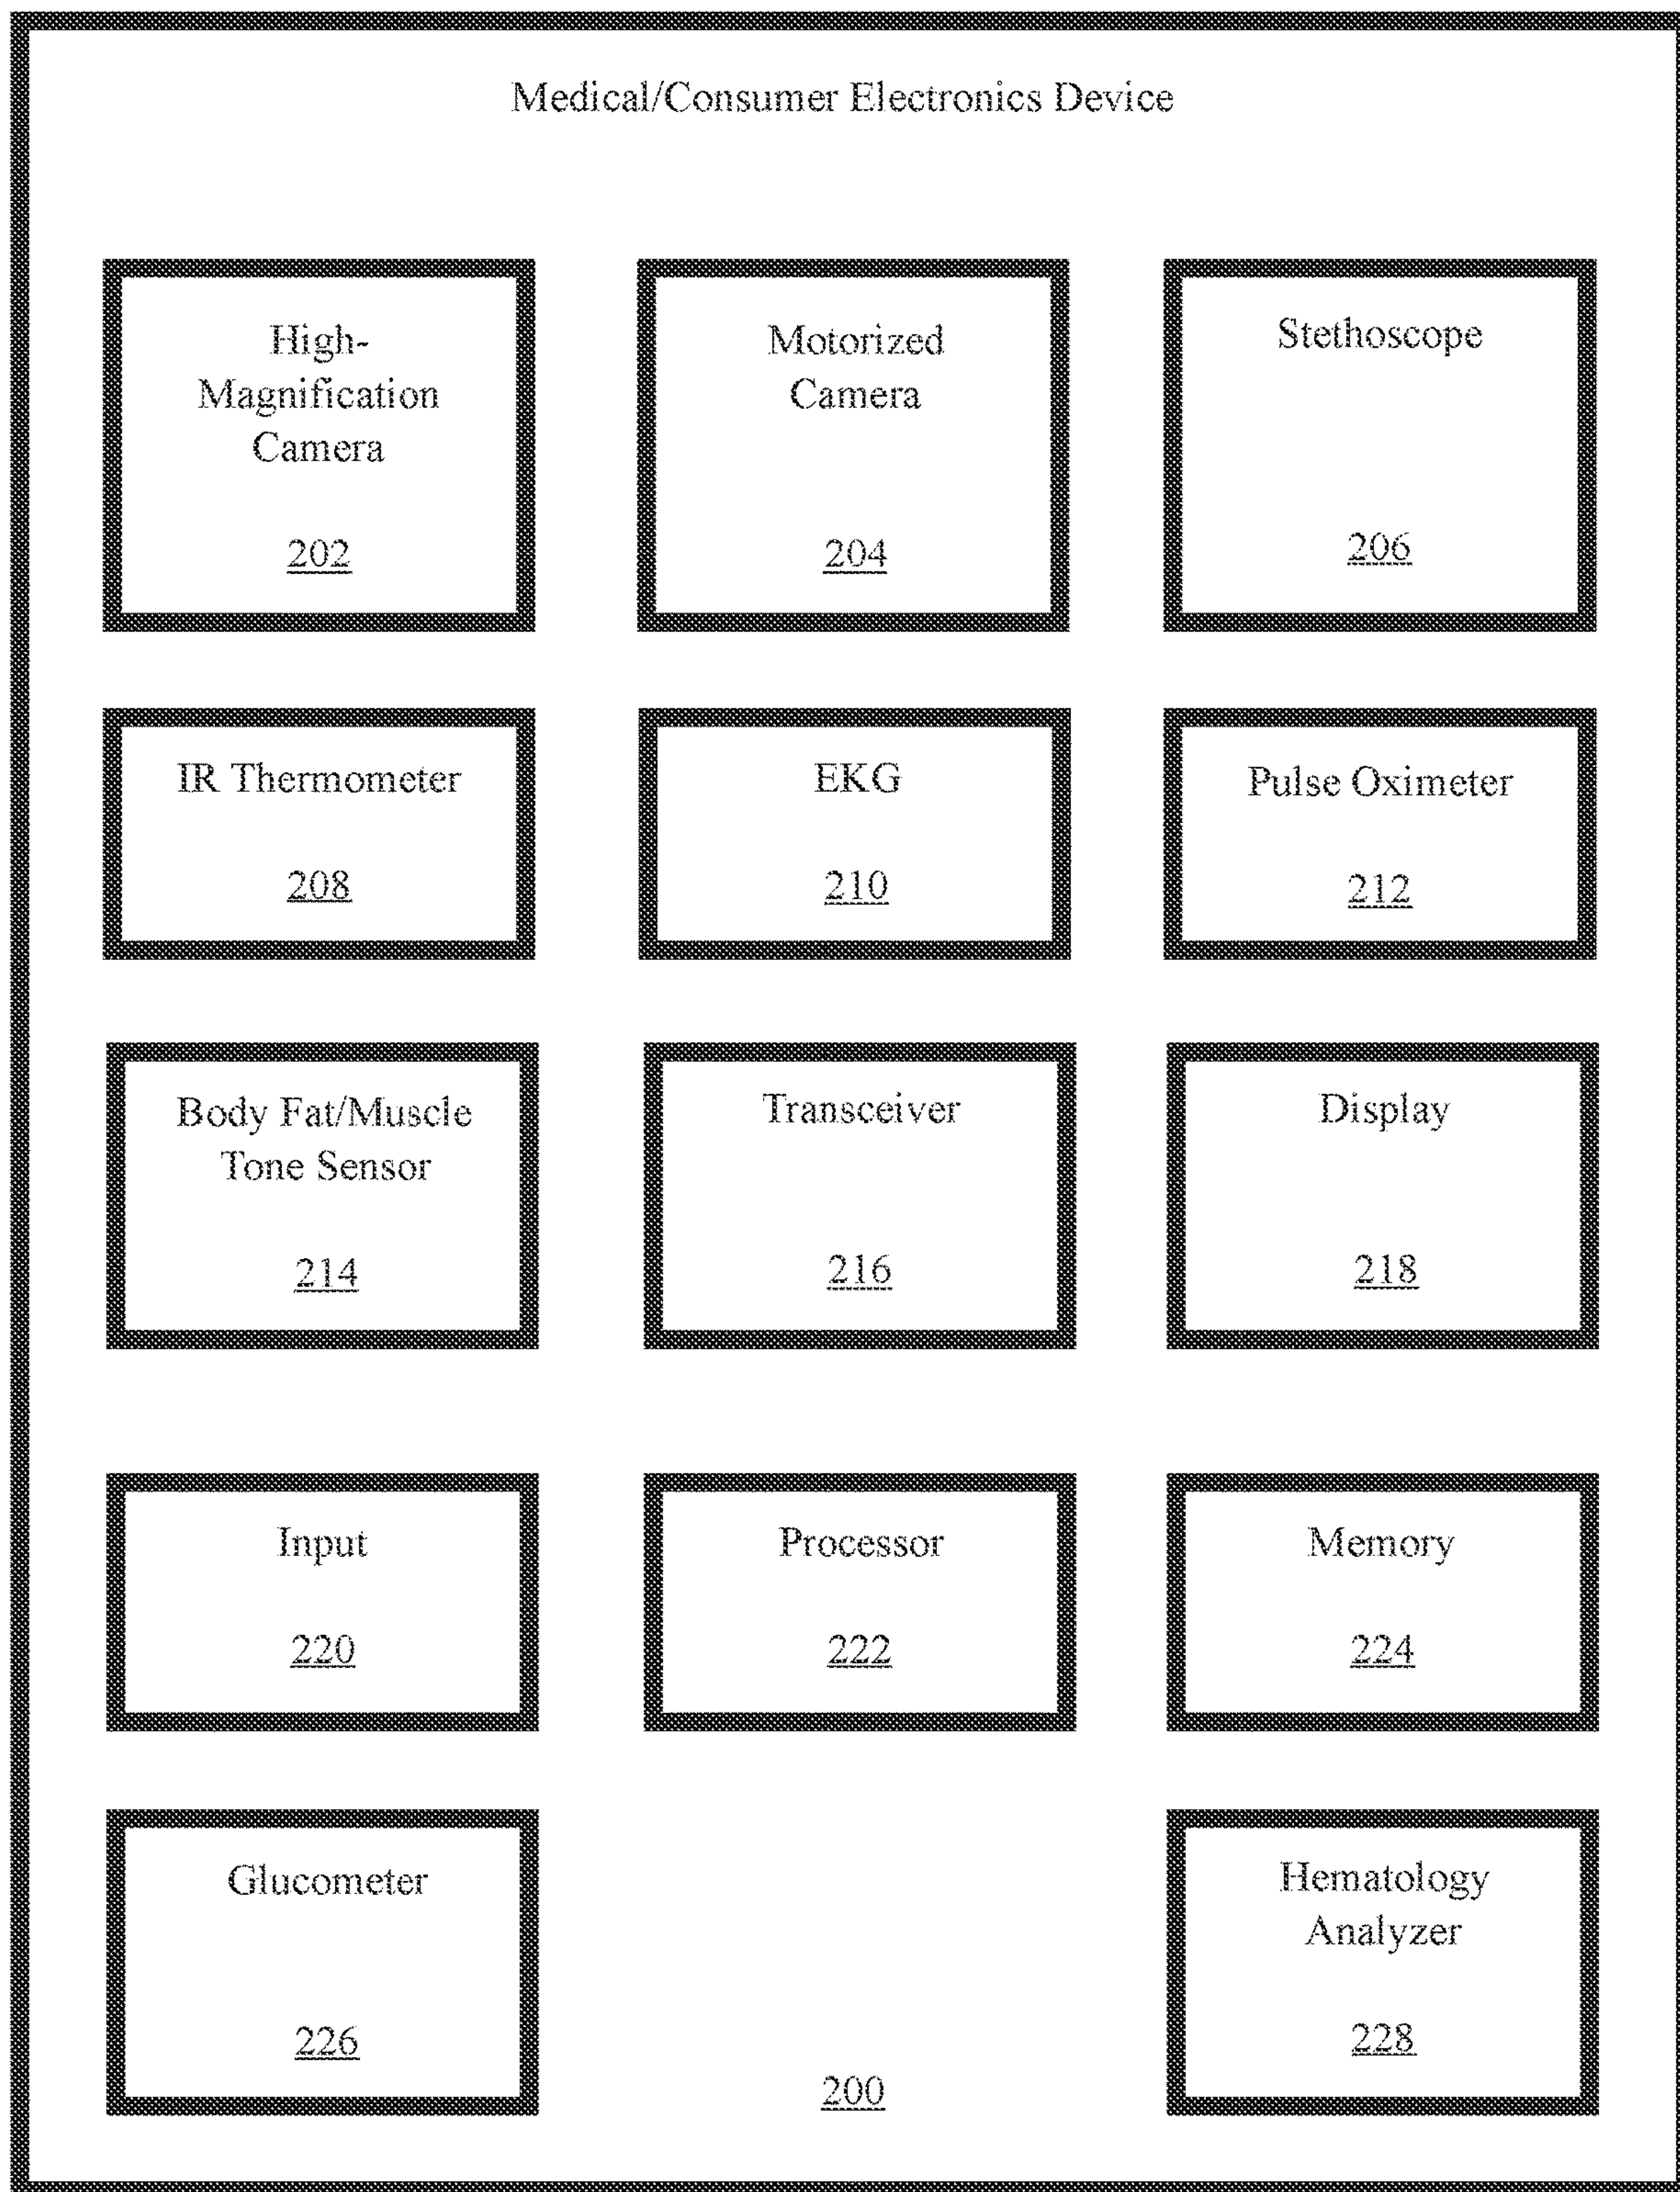 Medical/Consumer Electronics Device
High-
Magnification
Camera
202
Motorized
Camera
204
Stethoscope
206
IR Thermometer
208
EKG
210
Pulse Oximeter
212
Body Fat/Muscle
Tone Sensor
214
Transceiver
216
Display
218
Input
220
Processor
222
Memory
224
Glucometer
226
200
Hematology
Analyzer
228